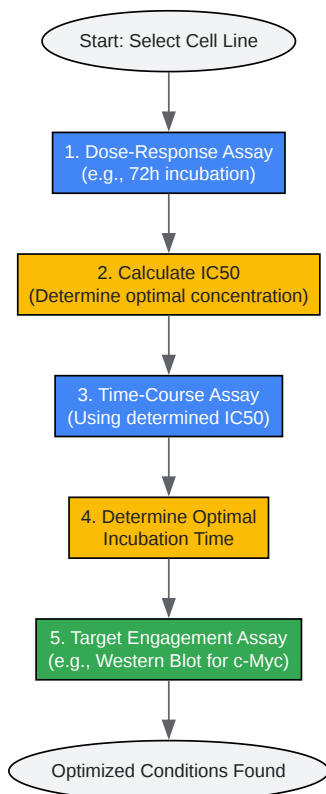 Start: Select Cell Line
1. Dose-Response Assay
(e.g., 72h incubation)
2. Calculate IC50
(Determine optimal concentration)
3. Time-Course Assay
(Using determined IC50)
4. Determine Optimal
Incubation Time
5. Target Engagement Assay
(e.g., Western Blot for c-Myc)
Optimized Conditions Found